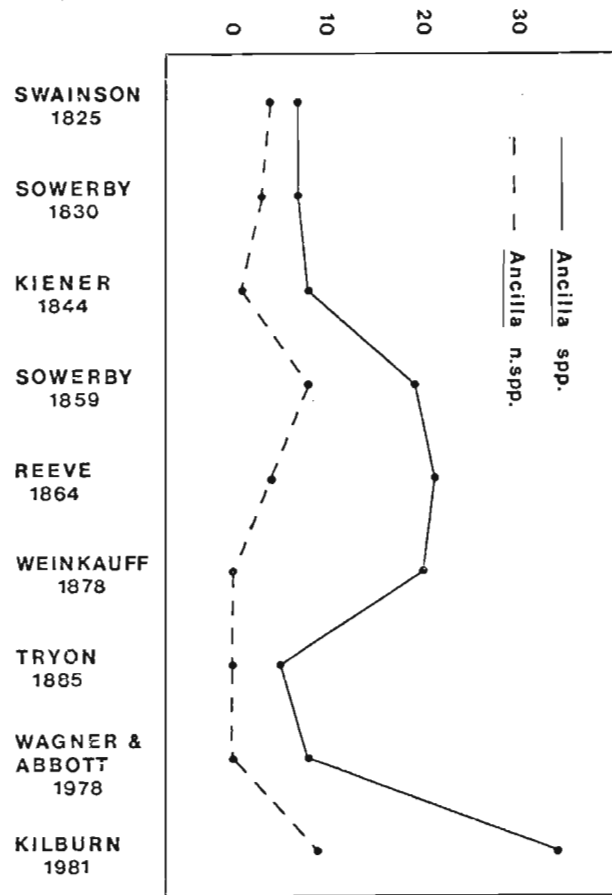 0 10 20 30
SWAINSON
1825
SOWERBY
1830
KIENER
1844
SOWERBY
1859
REEVE
1864
WEINKAUFF
1878
TRYON
1885
WAGNER &
ABBOTT
1978
KILBURN
1981
Ancilla spp.
Ancilla n.spp.